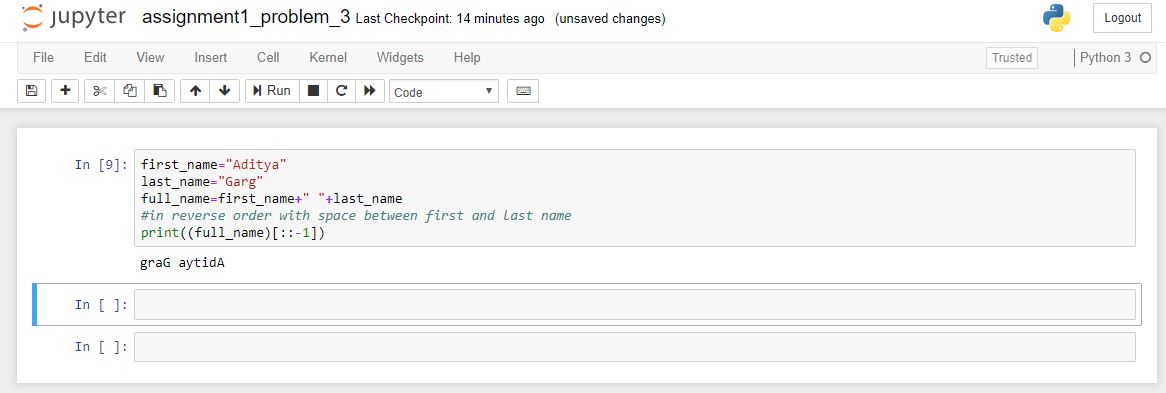 jupyter assignment1_problem_3 Last Checkpoint: 14 minutes ago (unsaved changes) Logout
File Edit View Insert Cell Kernel Widgets Help Trusted Python 3
Run Code
In [9]: first_name="Aditya"
last_name="Garg"
full_name=first_name+" "+last_name
#in reverse order with space between first and last name
print((full_name)[::-1])
graG aytidA
In [ ]:
In [ ]: